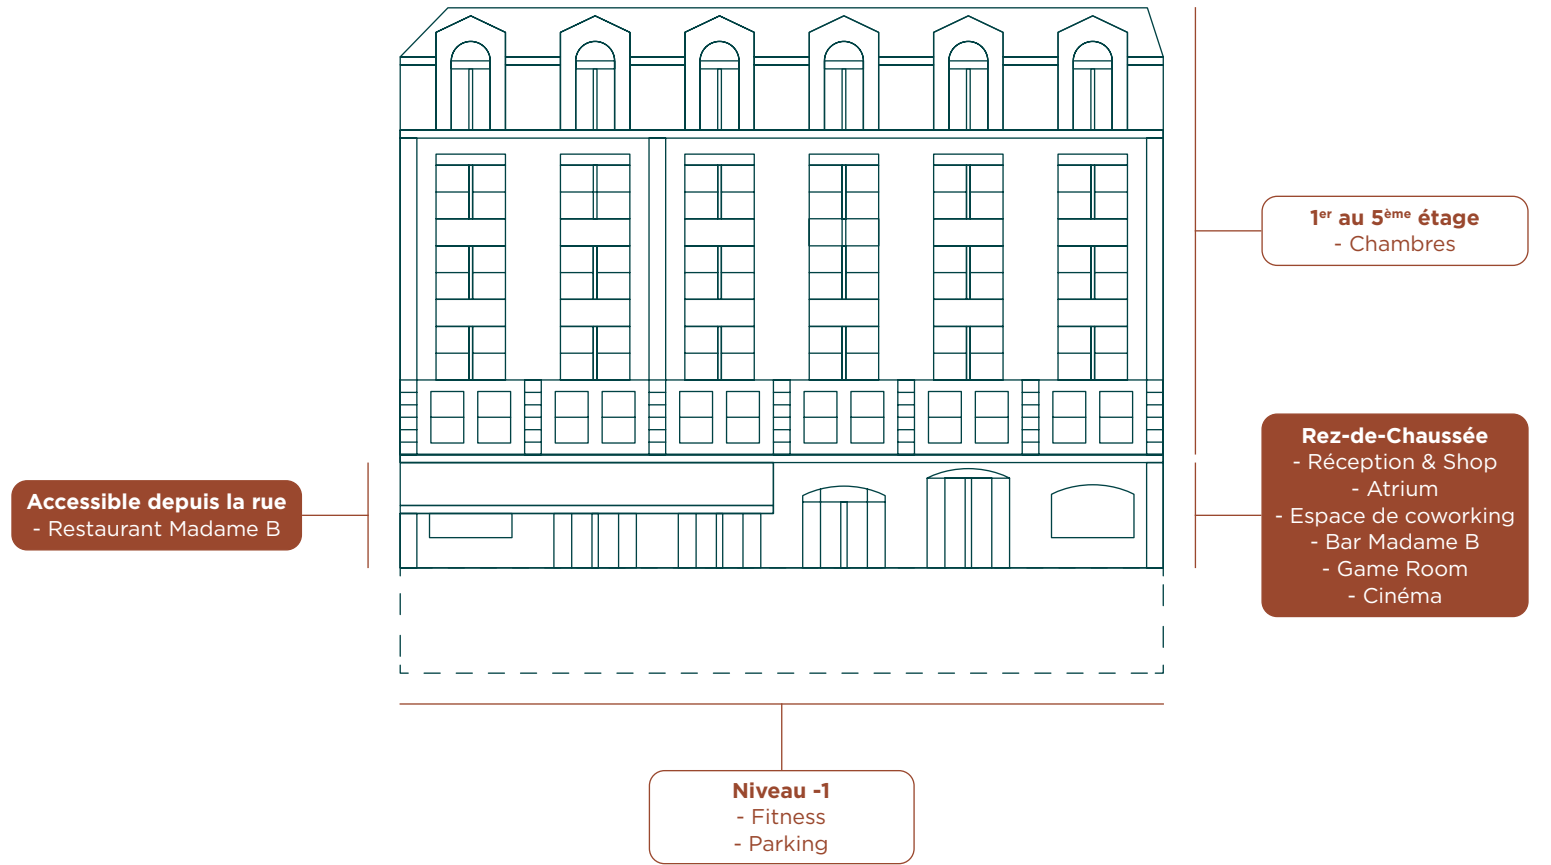 1er au 5ème étage
- Chambres
Rez-de-Chaussée
- Réception & Shop
- Atrium
- Espace de coworking
- Bar Madame B
- Game Room
- Cinéma
Accessible depuis la rue
- Restaurant Madame B
Niveau -1
- Fitness
- Parking